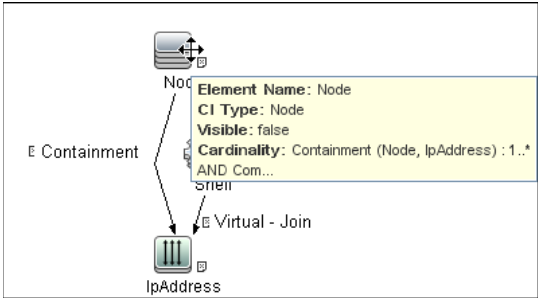 Nod
Element Name: Node
CI Type: Node
Visible: false
Cardinality: Containment (Node, IpAddress) : 1..*
AND Com...
Containment
Shell
Virtual - Join
IpAddress